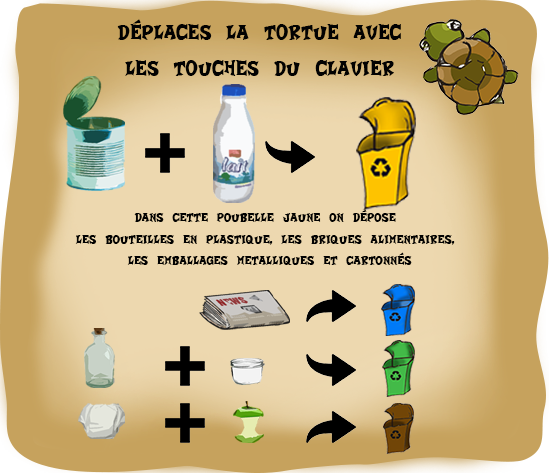 DÉPLACES LA TORTUE AVEC
LES TOUCHES DU CLAVIER
lait
DANS CETTE POUBELLE JAUNE ON DÉPOSE
LES BOUTEILLES EN PLASTIQUE, LES BRIQUES ALIMENTAIRES,
LES EMBALLAGES METALLIQUES ET CARTONNÉS
NEWS